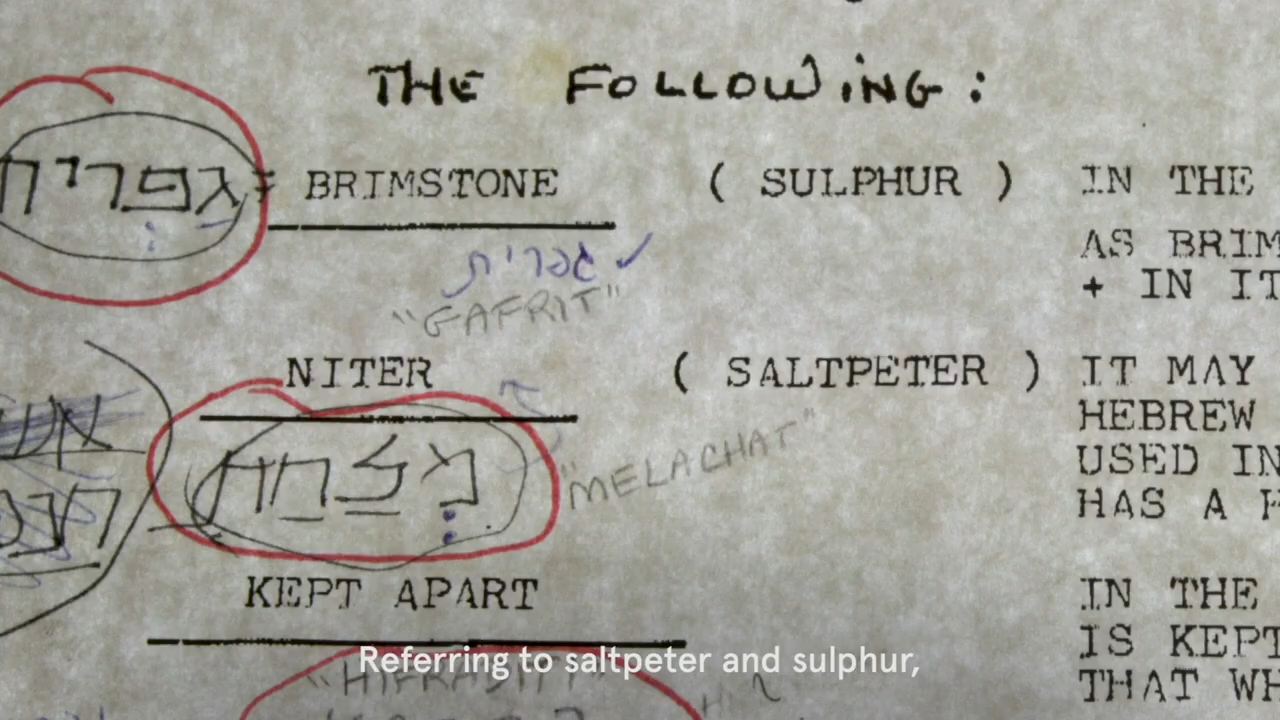 THE FOLLOWING:
גפרית = BRIMSTONE ( SULPHUR ) IN THE
AS BRIM
גפרית ✓
+ IN IT
"GAFRIT"
NITER ( SALTPETER ) IT MAY
HEBREW
"MELACHAT"
USED IN
מלחת
HAS A
KEPT APART IN THE
IS KEPT
Referring to saltpeter and sulphur,
THAT WH